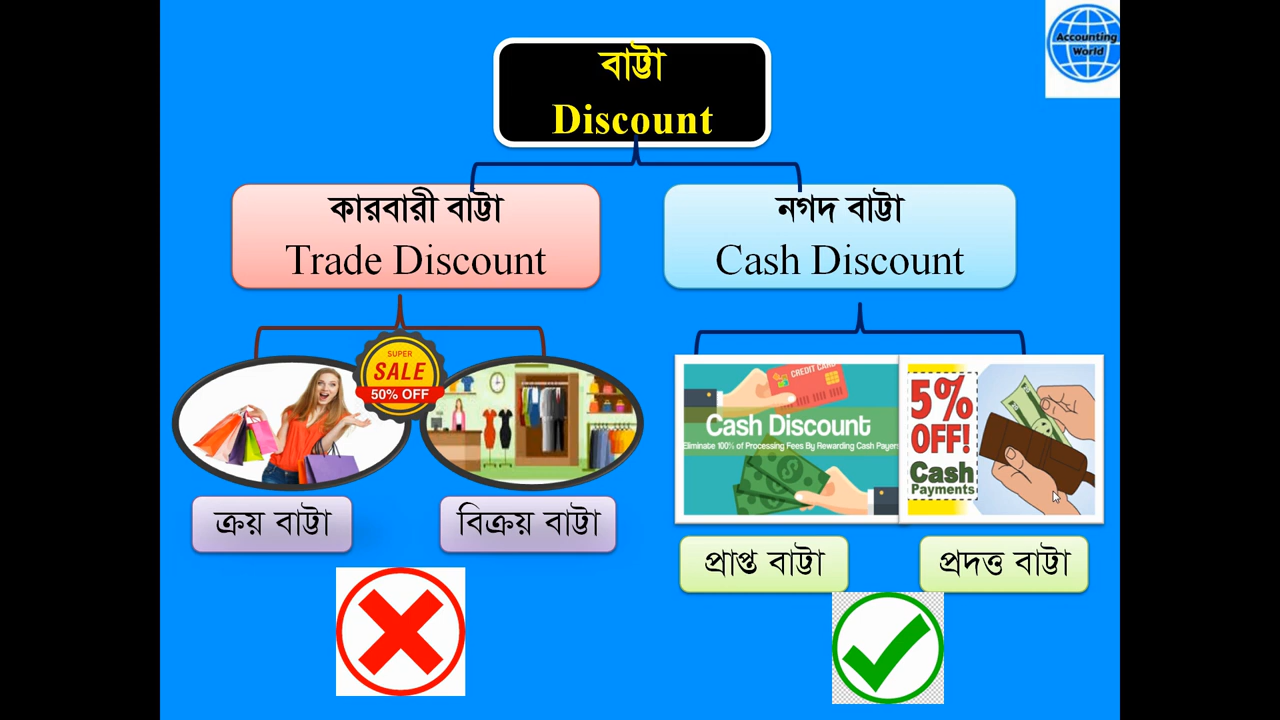 Accounting
World
বাট্টা
Discount
কারবারী বাট্টা
Trade Discount
নগদ বাট্টা
Cash Discount
SUPER
SALE
50% OFF
CREDIT CARD
Cash Discount
Eliminate 100% of Processing Fees By Rewarding Cash Payers
5%
OFF!
Cash
Payments
ক্রয় বাট্টা
বিক্রয় বাট্টা
প্রাপ্ত বাট্টা
প্রদত্ত বাট্টা